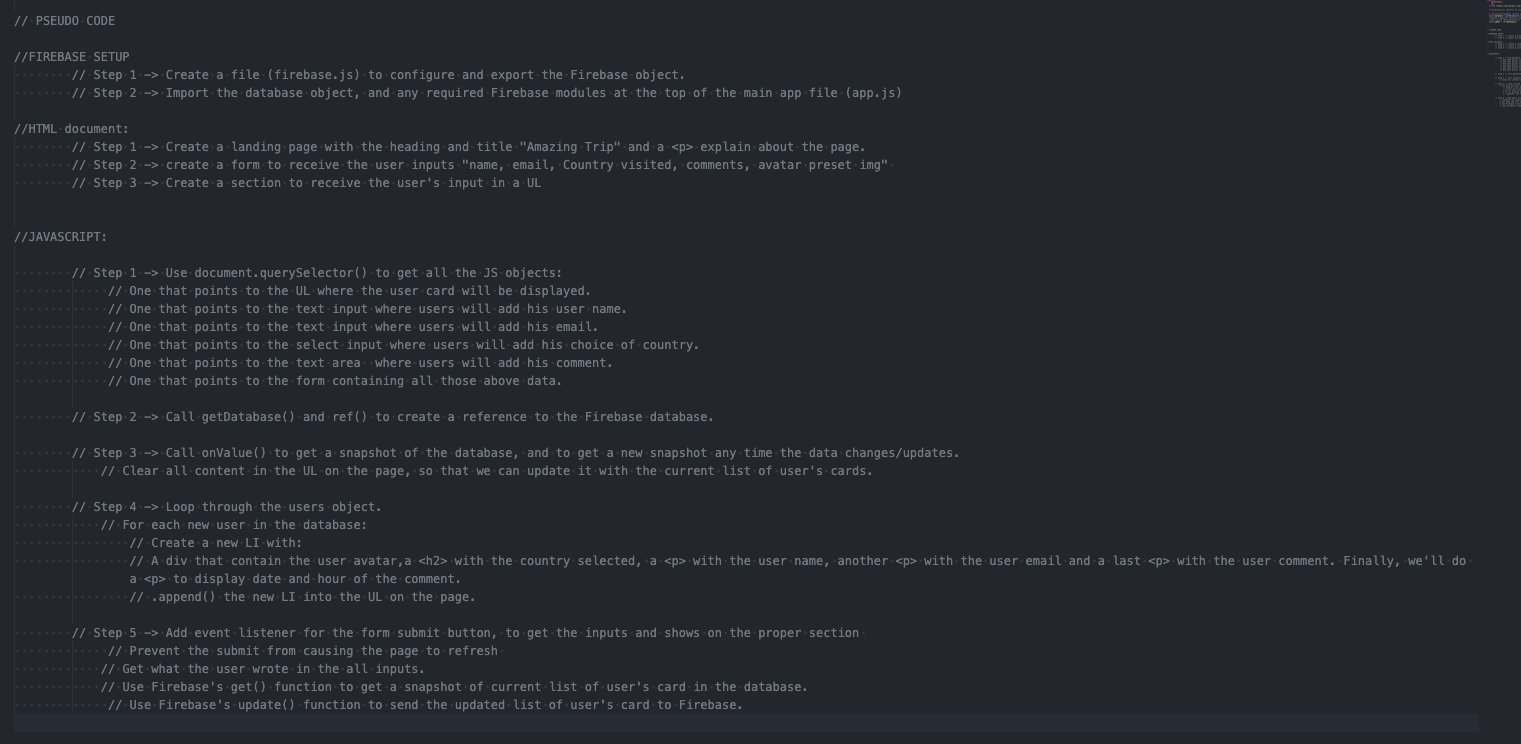 // PSEUDO CODE
//FIREBASE SETUP
// Step 1 -> Create a file (firebase.js) to configure and export the Firebase object.
// Step 2 -> Import the database object, and any required Firebase modules at the top of the main app file (app.js)
//HTML document:
// Step 1 -> Create a landing page with the heading and title "Amazing Trip" and a <p> explain about the page.
// Step 2 -> create a form to receive the user inputs "name, email, Country visited, comments, avatar preset img"
// Step 3 -> Create a section to receive the user's input in a UL
//JAVASCRIPT:
// Step 1 -> Use document.querySelector() to get all the JS objects:
// One that points to the UL where the user card will be displayed.
// One that points to the text input where users will add his user name.
// One that points to the text input where users will add his email.
// One that points to the select input where users will add his choice of country.
// One that points to the text area  where users will add his comment.
// One that points to the form containing all those above data.
// Step 2 -> Call getDatabase() and ref() to create a reference to the Firebase database.
// Step 3 -> Call onValue() to get a snapshot of the database, and to get a new snapshot any time the data changes/updates.
// Clear all content in the UL on the page, so that we can update it with the current list of user's cards.
// Step 4 -> Loop through the users object.
// For each new user in the database:
// Create a new LI with:
// A div that contain the user avatar,a <h2> with the country selected, a <p> with the user name, another <p> with the user email and a last <p> with the user comment. Finally, we'll do
a <p> to display date and hour of the comment.
// .append() the new LI into the UL on the page.
// Step 5 -> Add event listener for the form submit button, to get the inputs and shows on the proper section
// Prevent the submit from causing the page to refresh
// Get what the user wrote in the all inputs.
// Use Firebase's get() function to get a snapshot of current list of user's card in the database.
// Use Firebase's update() function to send the updated list of user's card to Firebase.